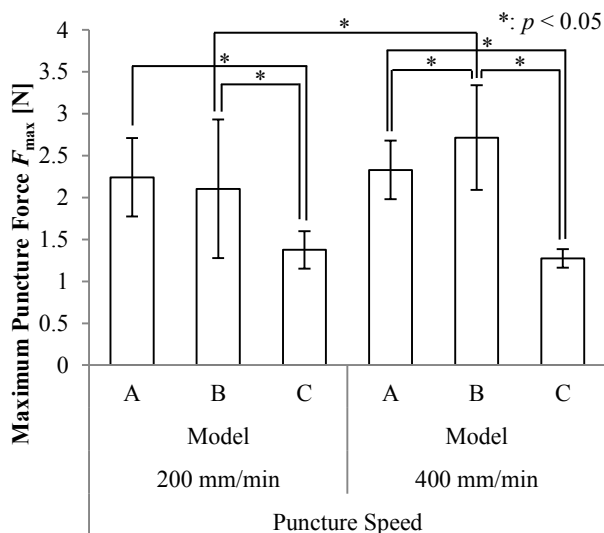 *: p < 0.05
Maximum Puncture Force Fmax [N]
4
3.5
3
2.5
2
1.5
1
0.5
0
*
*
*
*
*
*
A B C A B C
Model Model
200 mm/min 400 mm/min
Puncture Speed